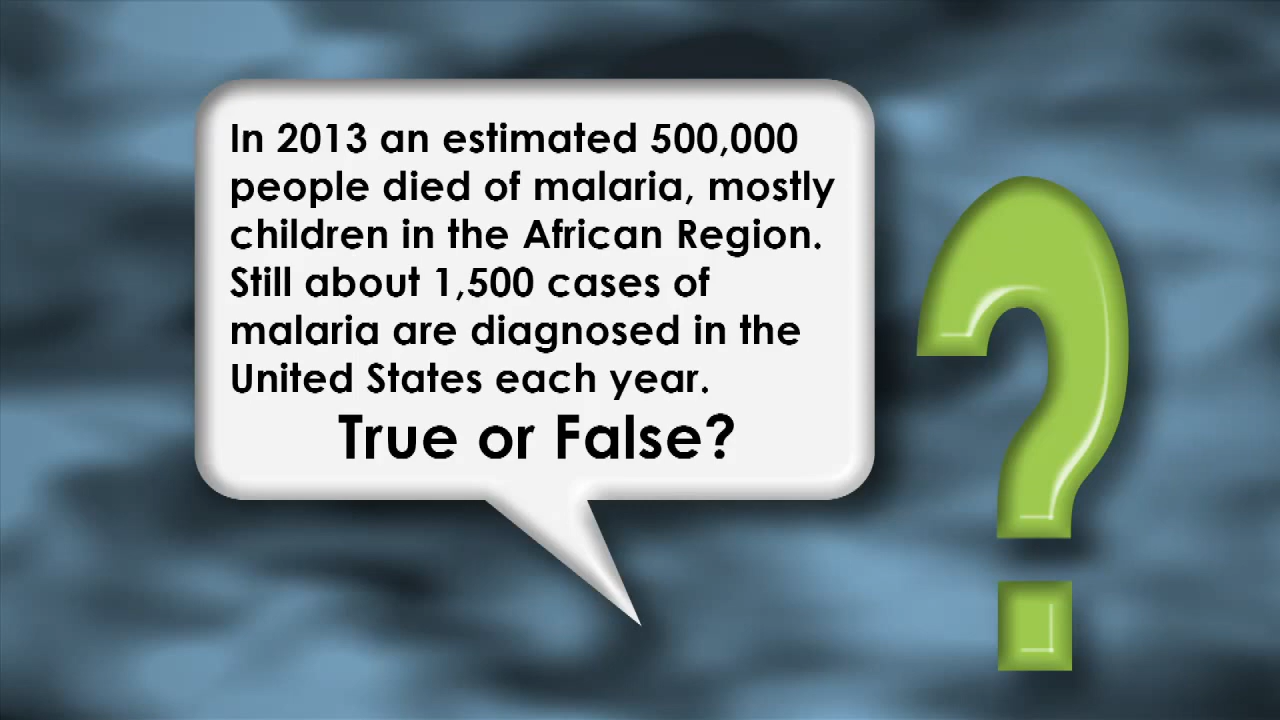 In 2013 an estimated 500,000
people died of malaria, mostly
children in the African Region.
Still about 1,500 cases of
malaria are diagnosed in the
United States each year.
True or False?
?